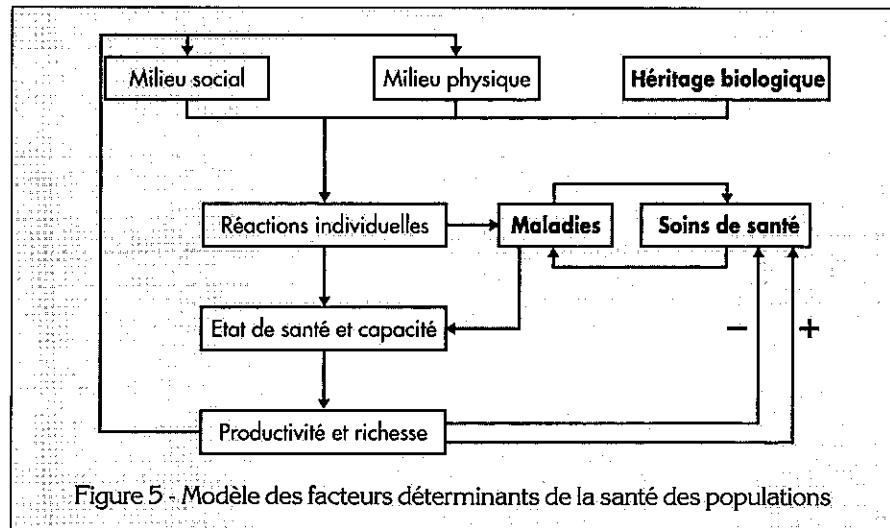 Milieu social
Milieu physique
Héritage biologique
Réactions individuelles
Maladies
Soins de santé
Etat de santé et capacité
− +
Productivité et richesse
Figure 5 - Modèle des facteurs déterminants de la santé des populations